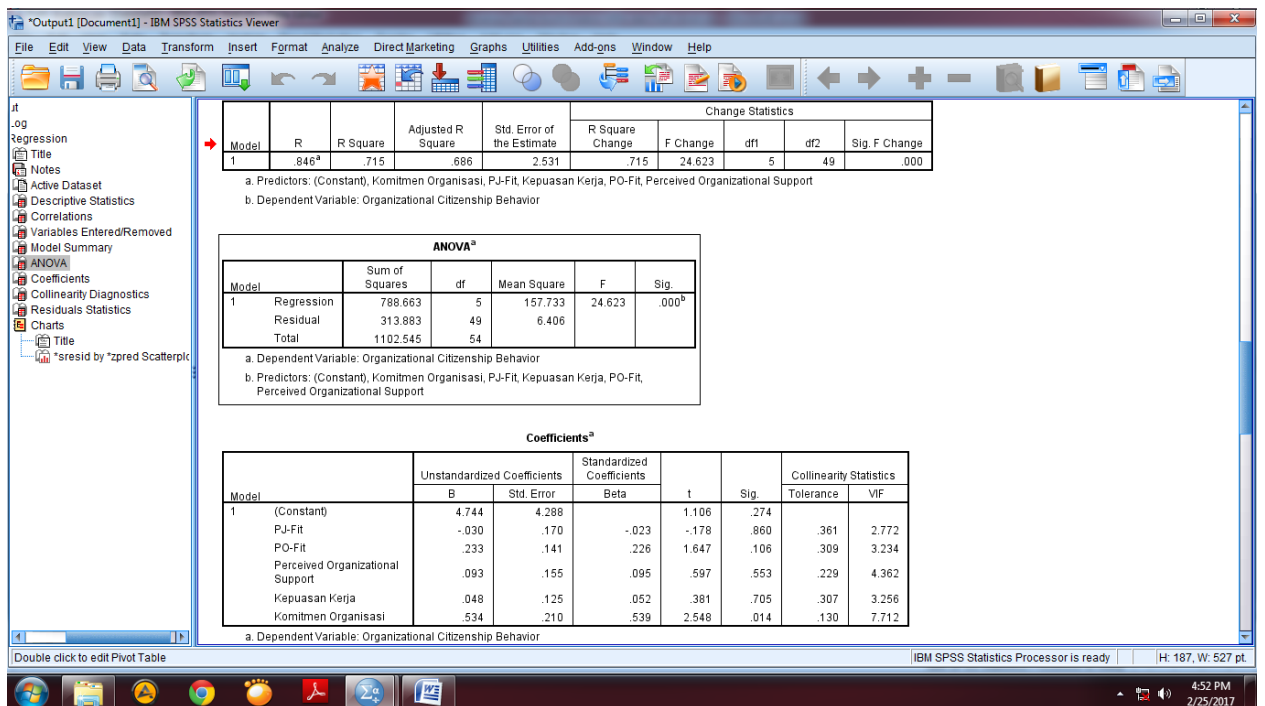 *Output1 [Document1] - IBM SPSS Statistics Viewer
File Edit View Data Transform Insert Format Analyze Direct Marketing Graphs Utilities Add-ons Window Help
Log
Regression
Title
Notes
Active Dataset
Descriptive Statistics
Correlations
Variables Entered/Removed
Model Summary
ANOVA
Coefficients
Collinearity Diagnostics
Residuals Statistics
Charts
Title
*sresid by *zpred Scatterplo
Change Statistics
Model R R Square Adjusted R Square Std. Error of the Estimate R Square Change F Change df1 df2 Sig. F Change
1 .846a .715 .686 2.531 .715 24.623 5 49 .000
a. Predictors: (Constant), Komitmen Organisasi, PJ-Fit, Kepuasan Kerja, PO-Fit, Perceived Organizational Support
b. Dependent Variable: Organizational Citizenship Behavior
ANOVAa
Model Sum of Squares df Mean Square F Sig.
1 Regression 788.663 5 157.733 24.623 .000b
Residual 313.883 49 6.406
Total 1102.545 54
a. Dependent Variable: Organizational Citizenship Behavior
b. Predictors: (Constant), Komitmen Organisasi, PJ-Fit, Kepuasan Kerja, PO-Fit,
Perceived Organizational Support
Coefficientsa
Unstandardized Coefficients Standardized Coefficients Collinearity Statistics
Model B Std. Error Beta t Sig. Tolerance VIF
1 (Constant) 4.744 4.288 1.106 .274
PJ-Fit -.030 .170 -.023 -.178 .860 .361 2.772
PO-Fit .233 .141 .226 1.647 .106 .309 3.234
Perceived Organizational Support .093 .155 .095 .597 .553 .229 4.362
Kepuasan Kerja .048 .125 .052 .381 .705 .307 3.256
Komitmen Organisasi .534 .210 .539 2.548 .014 .130 7.712
a. Dependent Variable: Organizational Citizenship Behavior
Double click to edit Pivot Table IBM SPSS Statistics Processor is ready H: 187, W: 527 pt.
4:52 PM
2/25/2017